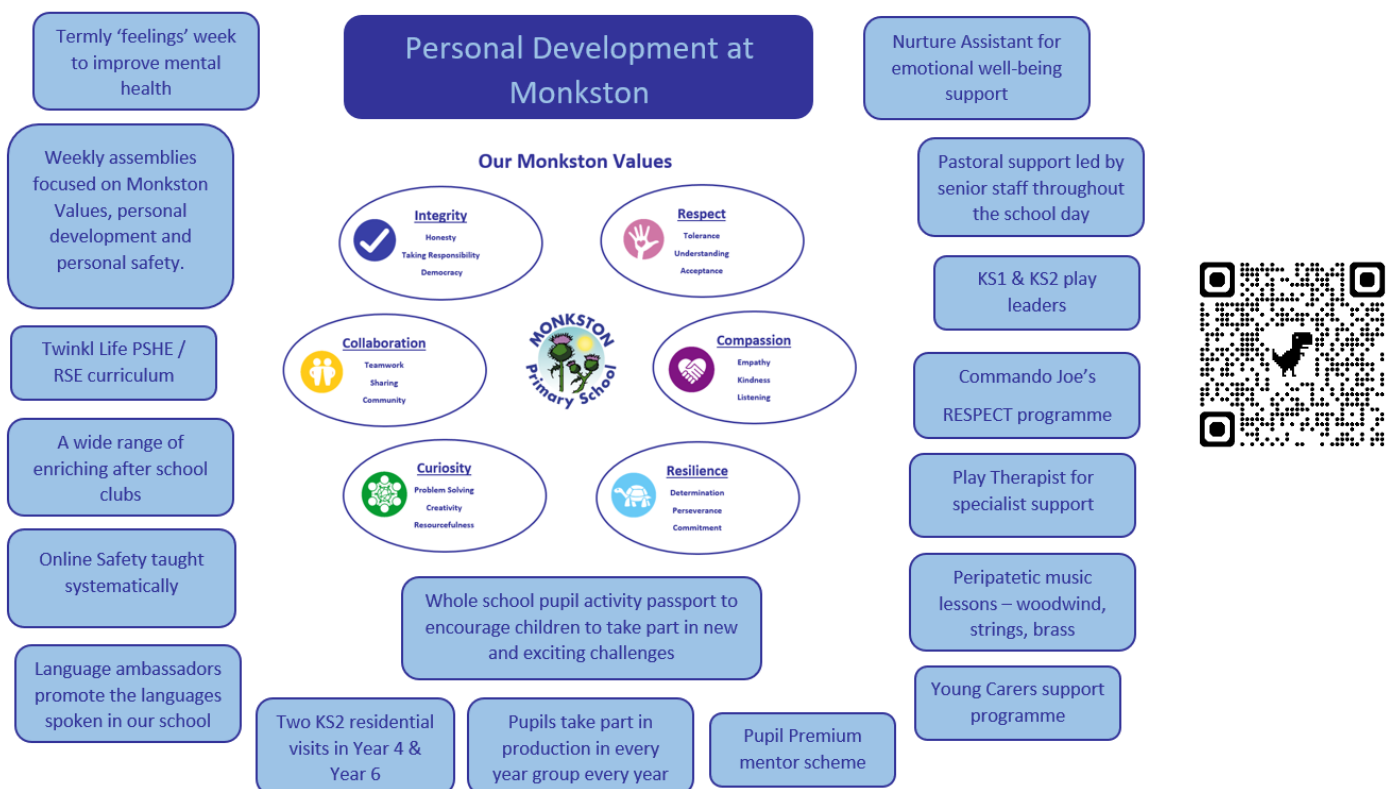 Personal Development at
Monkston
Termly ‘feelings’ week
to improve mental
health
Weekly assemblies
focused on Monkston
Values, personal
development and
personal safety.
Twinkl Life PSHE /
RSE curriculum
A wide range of
enriching after school
clubs
Online Safety taught
systematically
Language ambassadors
promote the languages
spoken in our school
Our Monkston Values
Integrity
Honesty
Taking Responsibility
Democracy
Respect
Tolerance
Understanding
Acceptance
Collaboration
Teamwork
Sharing
Community
MONKSTON
Primary School
Compassion
Empathy
Kindness
Listening
Curiosity
Problem Solving
Creativity
Resourcefulness
Resilience
Determination
Perseverance
Commitment
Whole school pupil activity passport to
encourage children to take part in new
and exciting challenges
Two KS2 residential
visits in Year 4 &
Year 6
Pupils take part in
production in every
year group every year
Pupil Premium
mentor scheme
Nurture Assistant for
emotional well-being
support
Pastoral support led by
senior staff throughout
the school day
KS1 & KS2 play
leaders
Commando Joe’s
RESPECT programme
Play Therapist for
specialist support
Peripatetic music
lessons – woodwind,
strings, brass
Young Carers support
programme